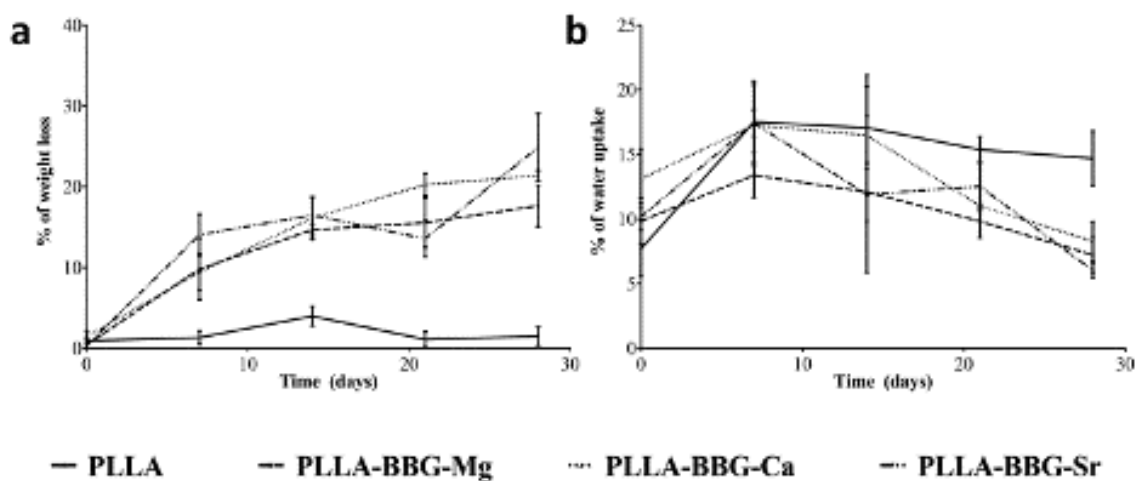 a
% of weight loss
40
30
20
10
0
0 10 20 30
Time (days)
b
% of water uptake
25
20
15
10
5
0
0 10 20 30
Time (days)
PLLA PLLA-BBG-Mg PLLA-BBG-Ca PLLA-BBG-Sr